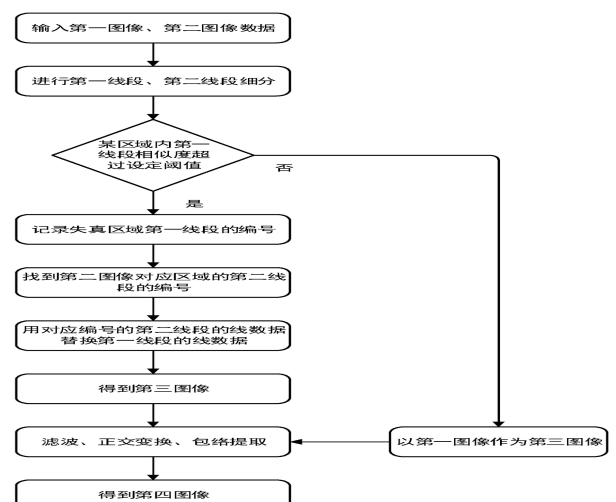 输入第一图像、第二图像数据
进行第一线段、第二线段细分
某区域内第一
线段相似度超
过设定阈值
否
是
记录失真区域第一线段的编号
找到第二图像对应区域的第二线
段的编号
用对应编号的第二线段的线数据
替换第一线段的线数据
得到第三图像
滤波、正交变换、包络提取
以第一图像作为第三图像
得到第四图像